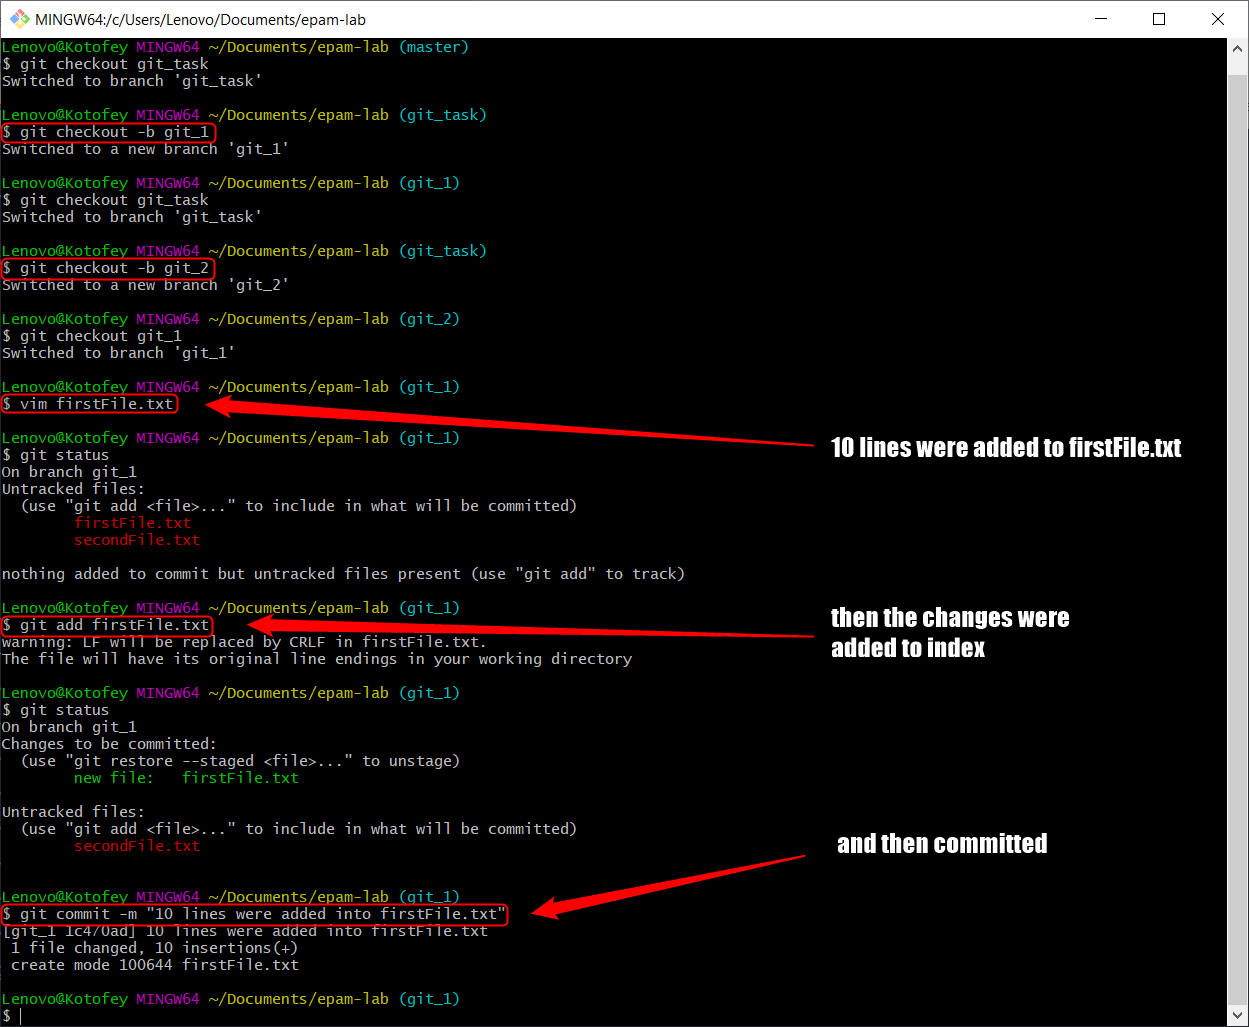 MINGW64:/c/Users/Lenovo/Documents/epam-lab
Lenovo@Kotofey MINGW64 ~/Documents/epam-lab (master)
$ git checkout git_task
Switched to branch 'git_task'
Lenovo@Kotofey MINGW64 ~/Documents/epam-lab (git_task)
$ git checkout -b git_1
Switched to a new branch 'git_1'
Lenovo@Kotofey MINGW64 ~/Documents/epam-lab (git_1)
$ git checkout git_task
Switched to branch 'git_task'
Lenovo@Kotofey MINGW64 ~/Documents/epam-lab (git_task)
$ git checkout -b git_2
Switched to a new branch 'git_2'
Lenovo@Kotofey MINGW64 ~/Documents/epam-lab (git_2)
$ git checkout git_1
Switched to branch 'git_1'
Lenovo@Kotofey MINGW64 ~/Documents/epam-lab (git_1)
$ vim firstFile.txt
10 lines were added to firstFile.txt
Lenovo@Kotofey MINGW64 ~/Documents/epam-lab (git_1)
$ git status
On branch git_1
Untracked files:
  (use "git add <file>..." to include in what will be committed)
        firstFile.txt
        secondFile.txt
nothing added to commit but untracked files present (use "git add" to track)
Lenovo@Kotofey MINGW64 ~/Documents/epam-lab (git_1)
$ git add firstFile.txt
then the changes were
added to index
warning: LF will be replaced by CRLF in firstFile.txt.
The file will have its original line endings in your working directory
Lenovo@Kotofey MINGW64 ~/Documents/epam-lab (git_1)
$ git status
On branch git_1
Changes to be committed:
  (use "git restore --staged <file>..." to unstage)
        new file:   firstFile.txt
Untracked files:
  (use "git add <file>..." to include in what will be committed)
        secondFile.txt
and then committed
Lenovo@Kotofey MINGW64 ~/Documents/epam-lab (git_1)
$ git commit -m "10 lines were added into firstFile.txt"
[git_1 1c470ad] 10 lines were added into firstFile.txt
 1 file changed, 10 insertions(+)
 create mode 100644 firstFile.txt
Lenovo@Kotofey MINGW64 ~/Documents/epam-lab (git_1)
$